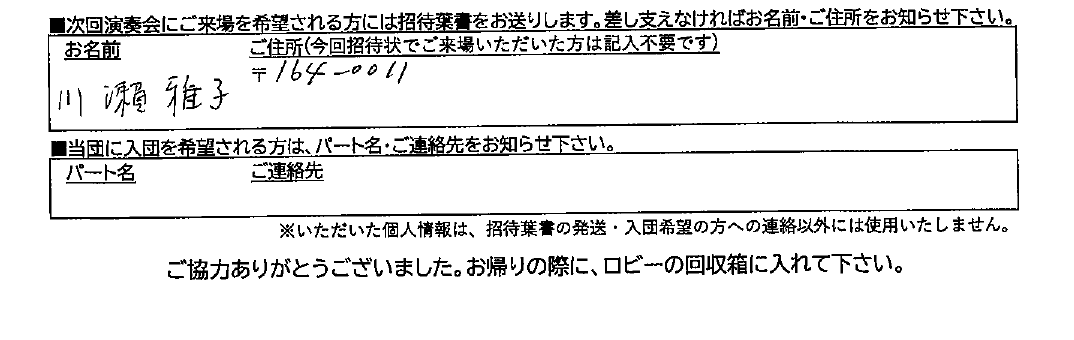 ■次回演奏会にご来場を希望される方には招待葉書をお送りします。差し支えなければお名前・ご住所をお知らせ下さい。
お名前 ご住所(今回招待状でご来場いただいた方は記入不要です)
〒164-0011
川瀬雅子
■当団に入団を希望される方は、パート名・ご連絡先をお知らせ下さい。
パート名 ご連絡先
※いただいた個人情報は、招待葉書の発送・入団希望の方への連絡以外には使用いたしません。
ご協力ありがとうございました。お帰りの際に、ロビーの回収箱に入れて下さい。